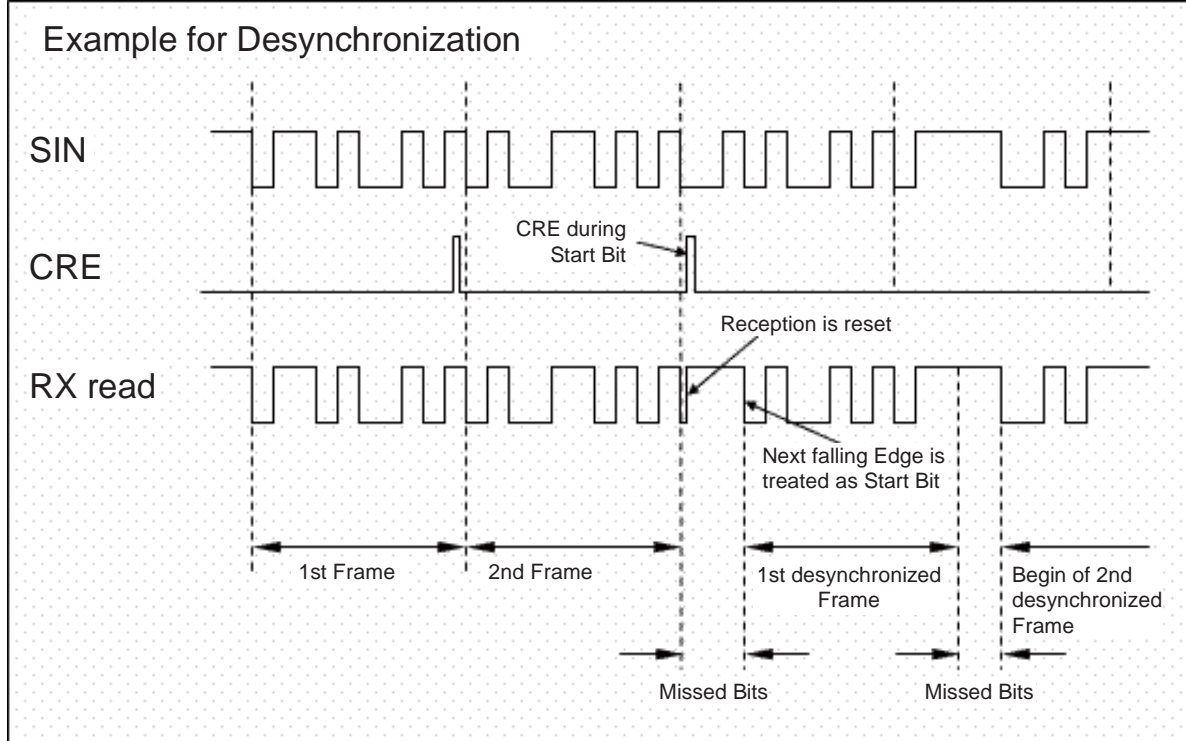 Example for Desynchronization
SIN
CRE during
Start Bit
CRE
Reception is reset
RX read
Next falling Edge is
treated as Start Bit
1st Frame
2nd Frame
1st desynchronized
Frame
Begin of 2nd
desynchronized
Frame
Missed Bits
Missed Bits